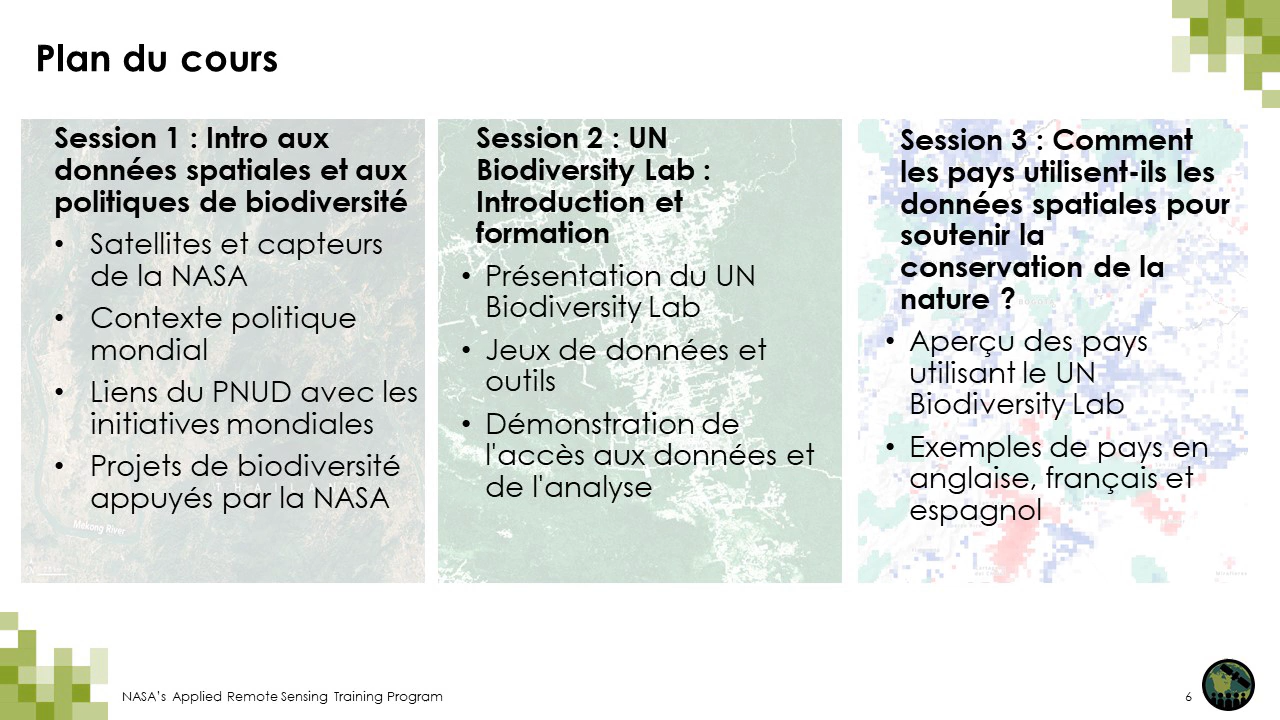 Plan du cours
Session 1 : Intro aux
données spatiales et aux
politiques de biodiversité
• Satellites et capteurs
de la NASA
• Contexte politique
mondial
• Liens du PNUD avec les
initiatives mondiales
• Projets de biodiversité
appuyés par la NASA
THAILAND
Mekong River
Session 2 : UN
Biodiversity Lab :
Introduction et
formation
• Présentation du UN
Biodiversity Lab
• Jeux de données et
outils
• Démonstration de
l'accès aux données et
de l'analyse
Session 3 : Comment
les pays utilisent-ils les
données spatiales pour
soutenir la
conservation de la
nature ?
• Aperçu des pays
utilisant le UN
Biodiversity Lab
• Exemples de pays en
anglaise, français et
espagnol
NASA's Applied Remote Sensing Training Program
6